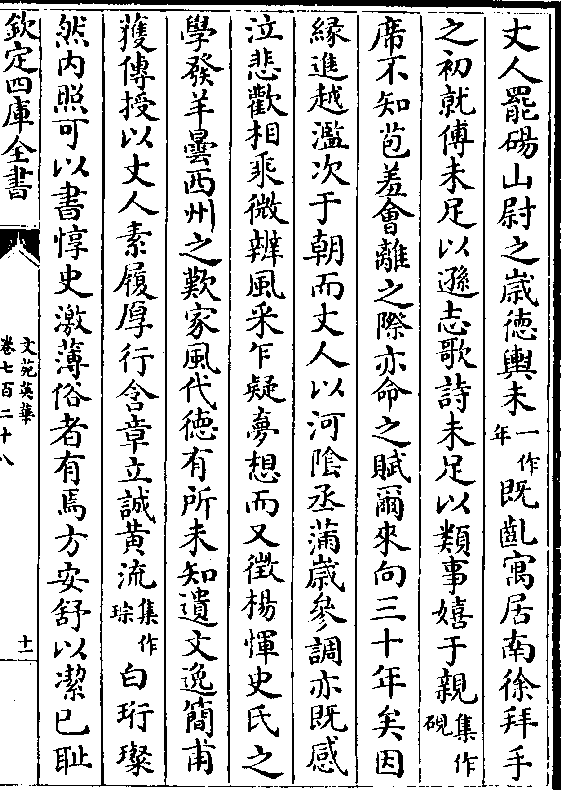 丈人罷碭山尉之歲德輿未一作年既齔寓居南徐拜手
之初就傅未足以遜志歌詩未足以類事嬉于親集作硯
席不知苞羞會離之際亦命之賦爾來向三十年矣因
緣進越濫次于朝而丈人以河陰丞蒲歲參調亦既感
泣悲歡相乘微辨風采乍疑夢想而又徵楊惲史氏之
學發羊曇西州之歎家風代德有所未知遺文逸簡甫
獲傳授以丈人素履厚行含章立誠黃流集作琮白珩璨
然内照可以書惇史激薄俗者有焉方安舒以潔已耻
欽定四庫全書
文苑英華
卷七百二十八
十一